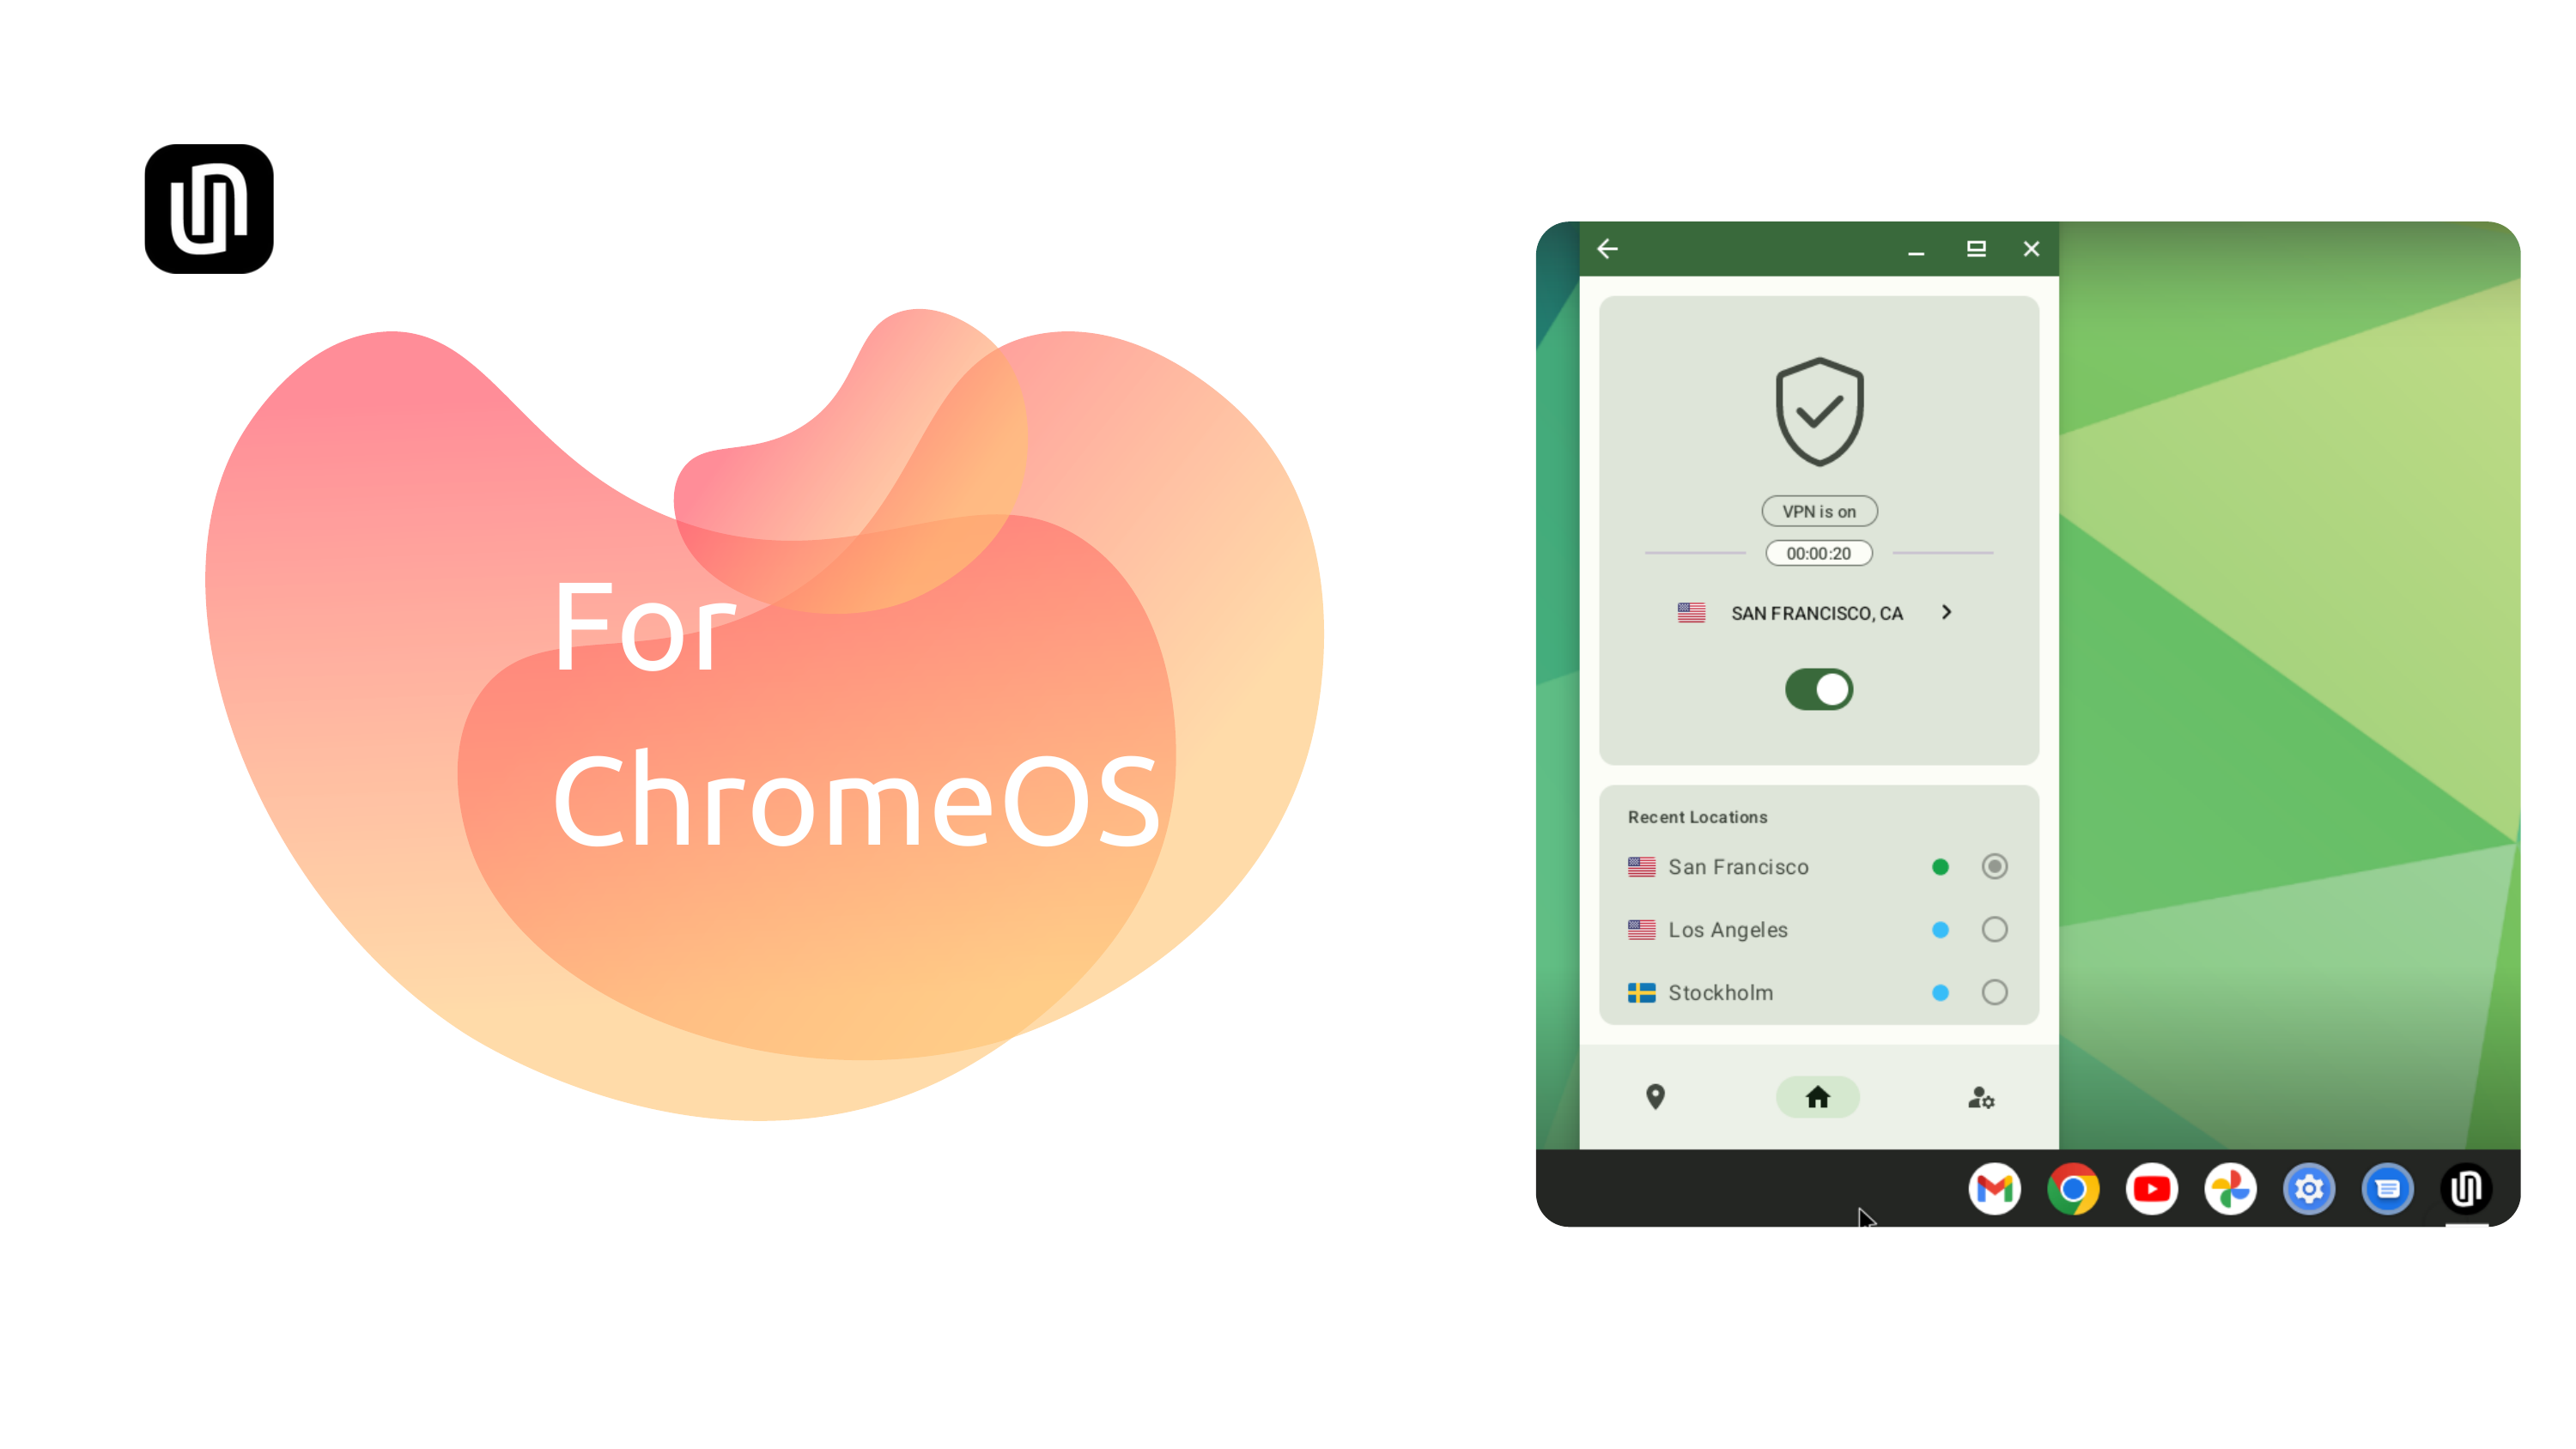 For
ChromeOS
VPN is on
00:00:20
SAN FRANCISCO, CA
Recent Locations
San Francisco
Los Angeles
Stockholm